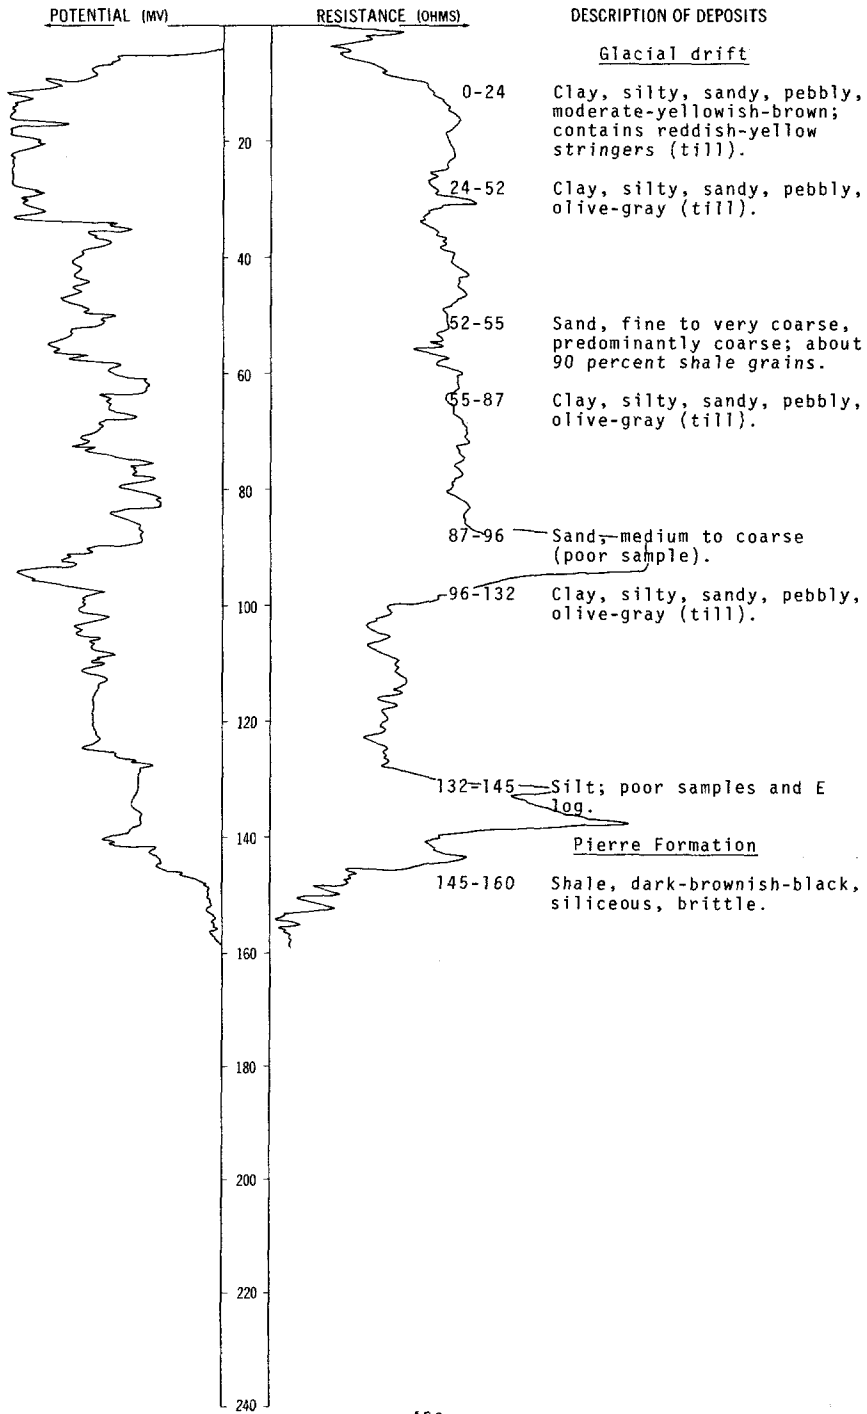 POTENTIAL (MV) RESISTANCE (OHMS) DESCRIPTION OF DEPOSITS
Glacial drift
0-24 Clay, silty, sandy, pebbly,
moderate-yellowish-brown;
contains reddish-yellow
stringers (till).
20
24-52 Clay, silty, sandy, pebbly,
olive-gray (till).
40
52-55 Sand, fine to very coarse,
predominantly coarse; about
90 percent shale grains.
60
55-87 Clay, silty, sandy, pebbly,
olive-gray (till).
80
87-96 Sand, medium to coarse
(poor sample).
96-132 Clay, silty, sandy, pebbly,
olive-gray (till).
100
120
132-145 Silt; poor samples and E
log.
140
Pierre Formation
145-160 Shale, dark-brownish-black,
siliceous, brittle.
160
180
200
220
240